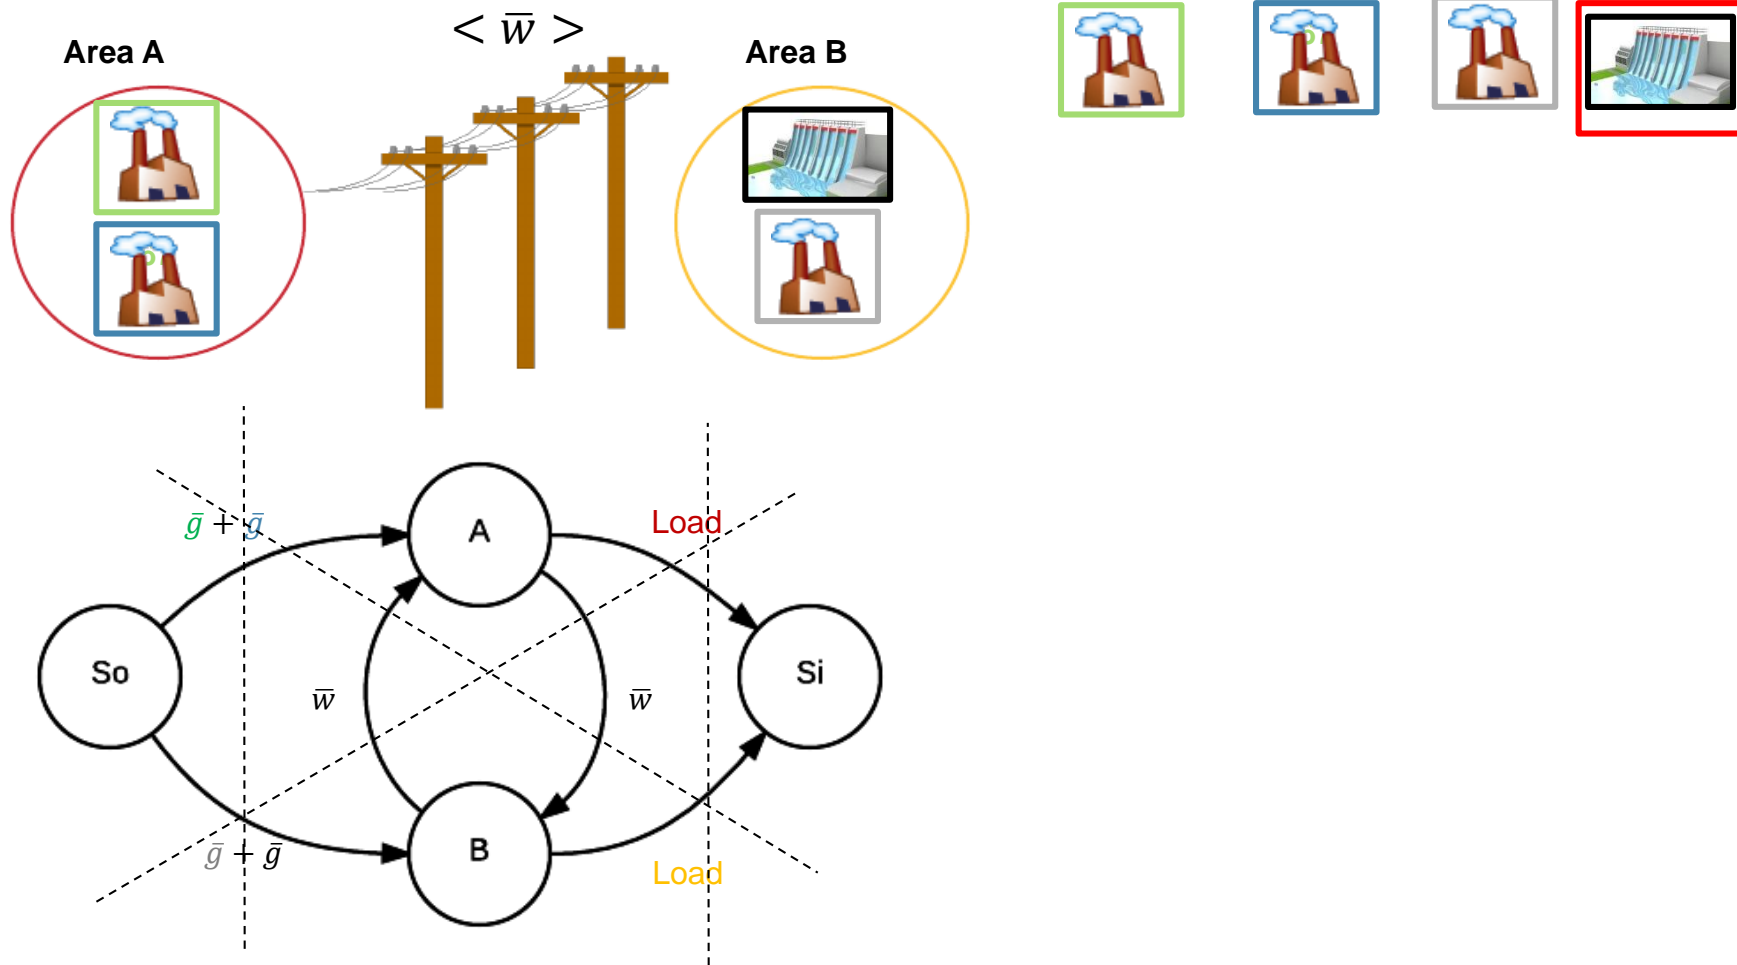 < w̅ >
Area A
Area B
g̅ + g̅
Load
A
So
Si
w̅
w̅
B
g̅ + g̅
Load